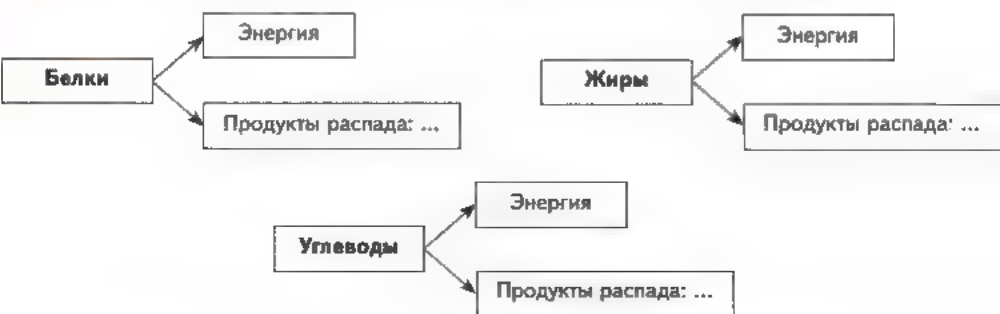 Энергия
Белки
Продукты распада: ...
Энергия
Жиры
Продукты распада: ...
Энергия
Углеводы
Продукты распада: ...